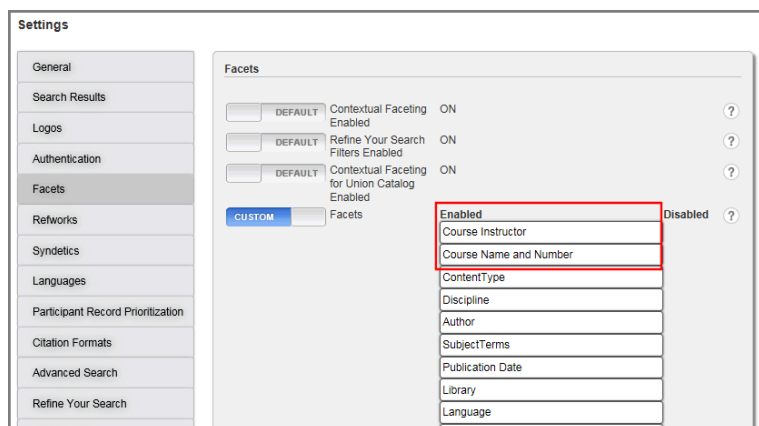 Settings
General
Search Results
Logos
Authentication
Facets
Refworks
Syndetics
Languages
Participant Record Prioritization
Citation Formats
Advanced Search
Refine Your Search
Facets
DEFAULT Contextual Faceting ON ?
Enabled
DEFAULT Refine Your Search ON ?
Filters Enabled
DEFAULT Contextual Faceting ON ?
for Union Catalog
Enabled
CUSTOM Facets Enabled Disabled ?
Course Instructor
Course Name and Number
ContentType
Discipline
Author
SubjectTerms
Publication Date
Library
Language